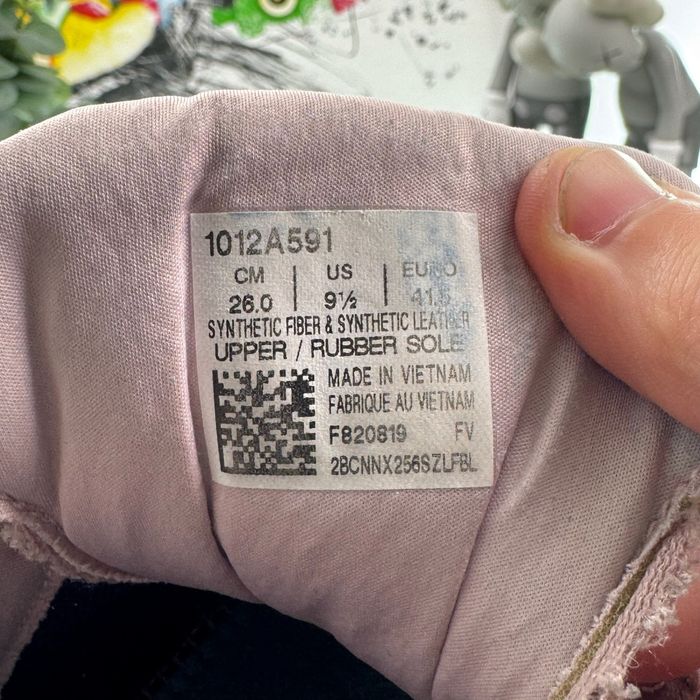 1012A591
CM | US | EURO
26.0 | 9½ | 41.5
SYNTHETIC FIBER & SYNTHETIC LEATHER
UPPER / RUBBER SOLE
MADE IN VIETNAM
FABRIQUE AU VIETNAM
F820819 FV
2BCNNX256SZLFBL